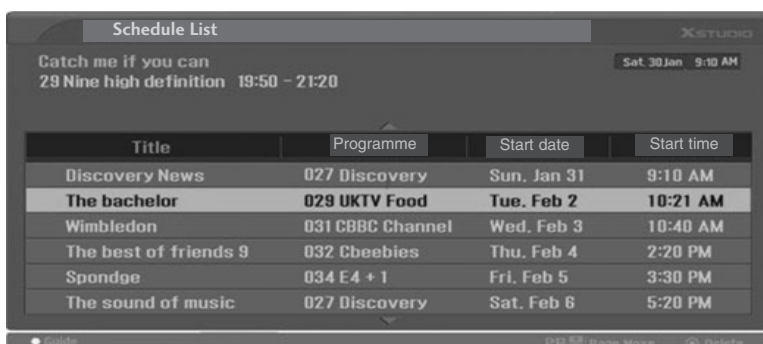 Schedule List
XSTUDIO
Catch me if you can
Sat. 30 Jan 9:10 AM
29 Nine high definition 19:50 - 21:20
Title Programme Start date Start time
Discovery News 027 Discovery Sun. Jan 31 9:10 AM
The bachelor 029 UKTV Food Tue. Feb 2 10:21 AM
Wimbledon 031 CBBC Channel Wed. Feb 3 10:40 AM
The best of friends 9 032 Cbeebies Thu. Feb 4 2:20 PM
Spondge 034 E4 + 1 Fri. Feb 5 3:30 PM
The sound of music 027 Discovery Sat. Feb 6 5:20 PM
Guide Page Move Delete